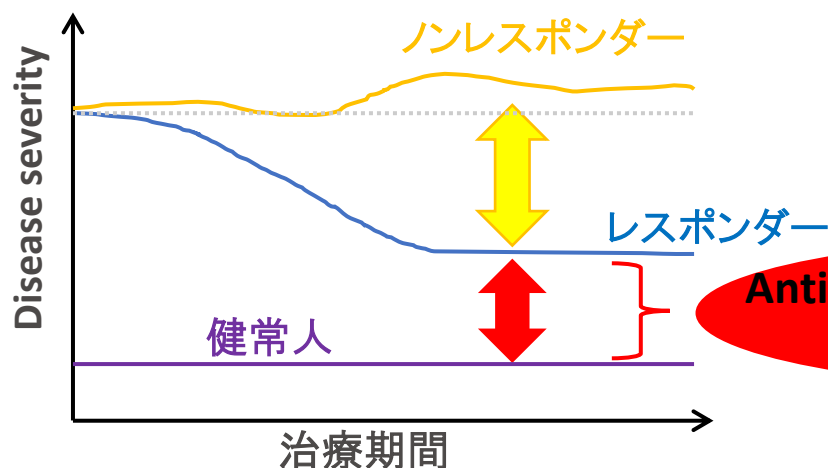 ノンレスポンダー
Disease severity
レスポンダー
Anti
健常人
治療期間